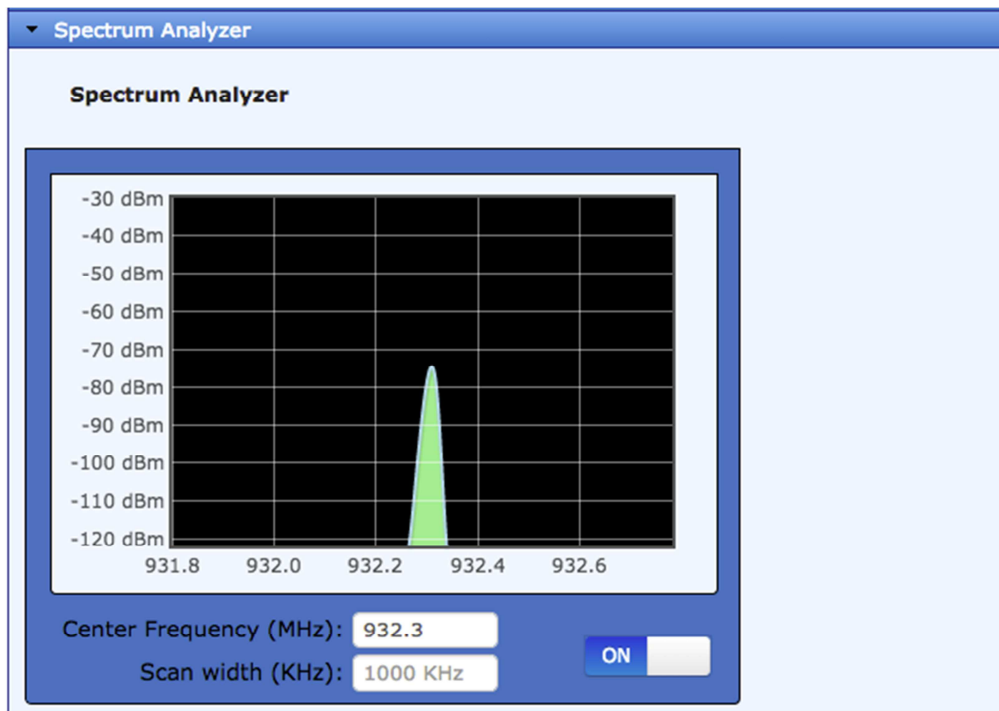 Spectrum Analyzer
Spectrum Analyzer
-30 dBm
-40 dBm
-50 dBm
-60 dBm
-70 dBm
-80 dBm
-90 dBm
-100 dBm
-110 dBm
-120 dBm
931.8 932.0 932.2 932.4 932.6
Center Frequency (MHz): 932.3
Scan width (KHz): 1000 KHz
ON